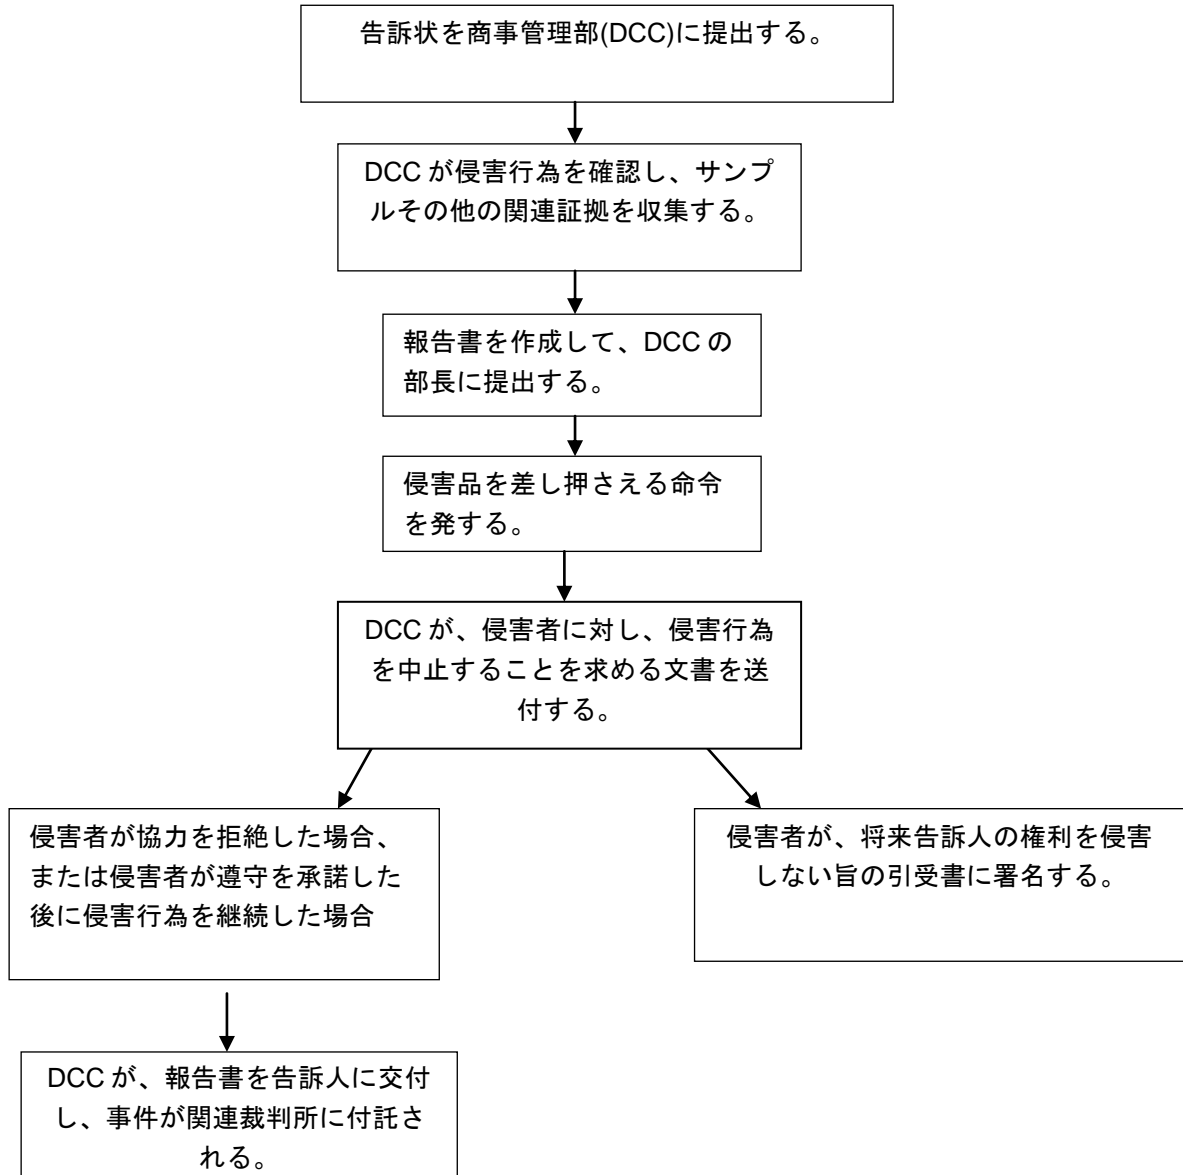 告訴状を商事管理部(DCC)に提出する。
DCC が侵害行為を確認し、サンプ
ルその他の関連証拠を収集する。
報告書を作成して、DCC の
部長に提出する。
侵害品を差し押さえる命令
を発する。
DCC が、侵害者に対し、侵害行為
を中止することを求める文書を送
付する。
侵害者が協力を拒絶した場合、
または侵害者が遵守を承諾した
後に侵害行為を継続した場合
侵害者が、将来告訴人の権利を侵害
しない旨の引受書に署名する。
DCC が、報告書を告訴人に交付
し、事件が関連裁判所に付託さ
れる。